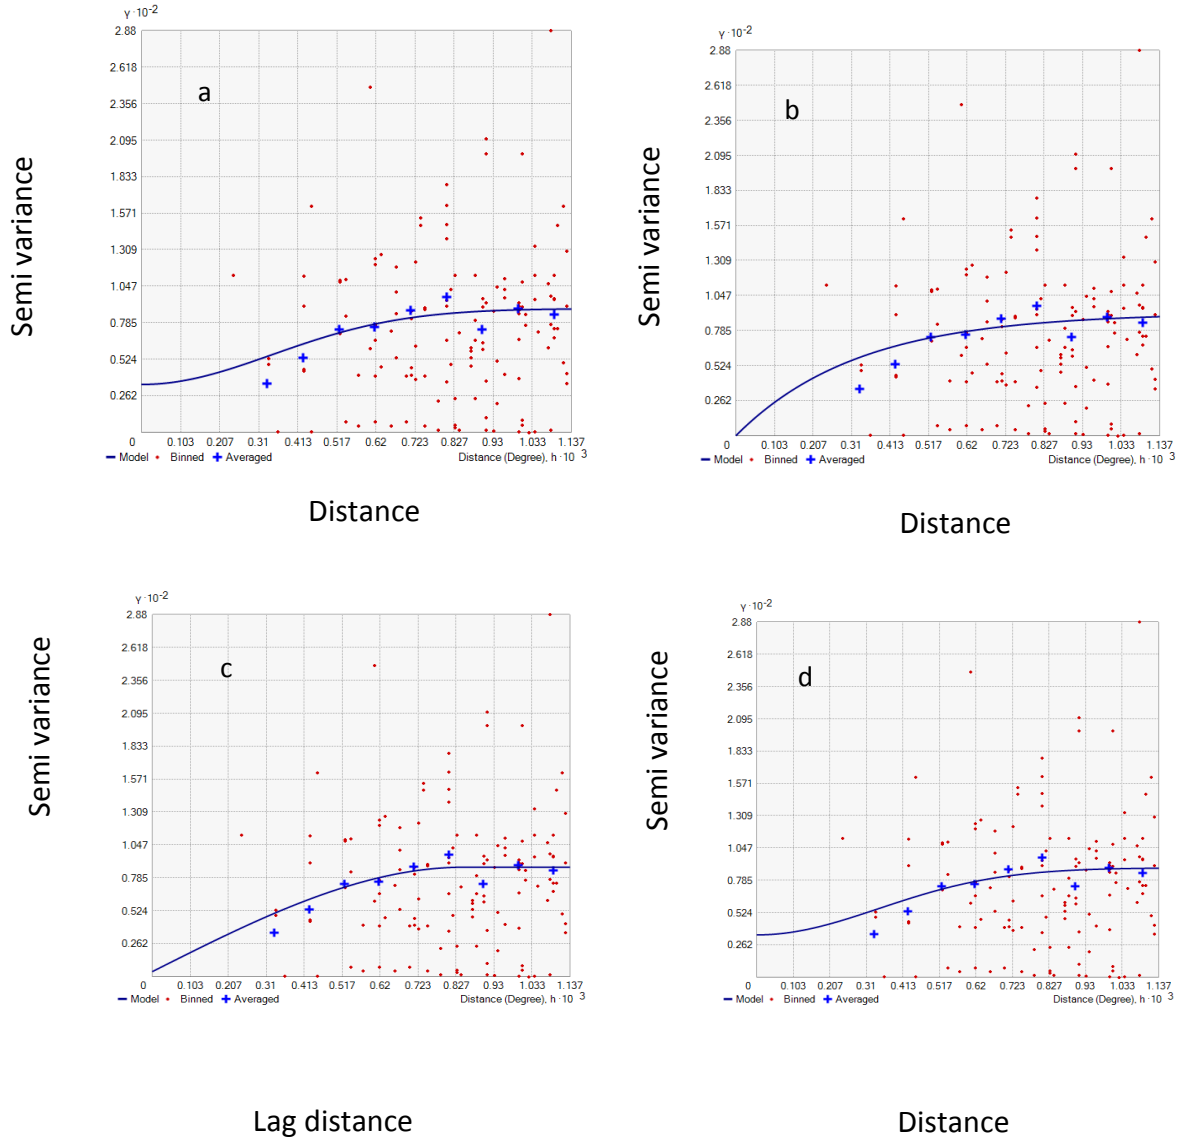 γ ·10⁻²
2.88
2.618
2.356
2.095
1.833
1.571
1.309
1.047
0.785
0.524
0.262
a
Semi variance
0 0.103 0.207 0.31 0.413 0.517 0.62 0.723 0.827 0.93 1.033 1.137
Model Binned Averaged Distance (Degree), h ·10 3
Distance
γ ·10⁻²
2.88
2.618
2.356
2.095
1.833
1.571
1.309
1.047
0.785
0.524
0.262
b
Semi variance
0 0.103 0.207 0.31 0.413 0.517 0.62 0.723 0.827 0.93 1.033 1.137
Model Binned Averaged Distance (Degree), h ·10 3
Distance
γ ·10⁻²
2.88
2.618
2.356
2.095
1.833
1.571
1.309
1.047
0.785
0.524
0.262
c
Semi variance
0 0.103 0.207 0.31 0.413 0.517 0.62 0.723 0.827 0.93 1.033 1.137
Model Binned Averaged Distance (Degree), h ·10 3
Lag distance
γ ·10⁻²
2.88
2.618
2.356
2.095
1.833
1.571
1.309
1.047
0.785
0.524
0.262
d
Semi variance
0 0.103 0.207 0.31 0.413 0.517 0.62 0.723 0.827 0.93 1.033 1.137
Model Binned Averaged Distance (Degree), h ·10 3
Distance